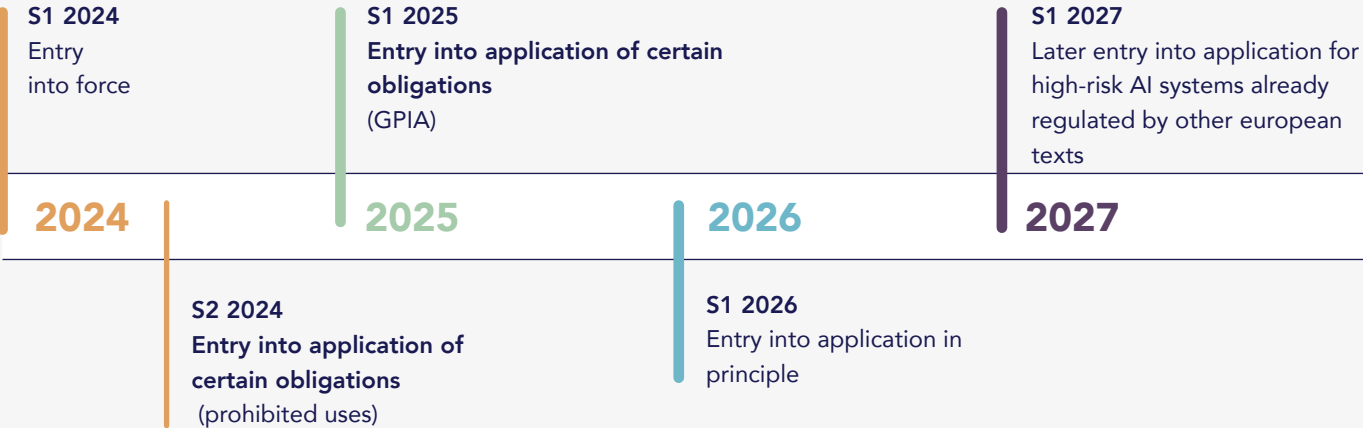 S1 2024
Entry
into force
S1 2025
Entry into application of certain
obligations
(GPIA)
S1 2027
Later entry into application for
high-risk AI systems already
regulated by other european
texts
2024
2025
2026
2027
S2 2024
Entry into application of
certain obligations
(prohibited uses)
S1 2026
Entry into application in
principle